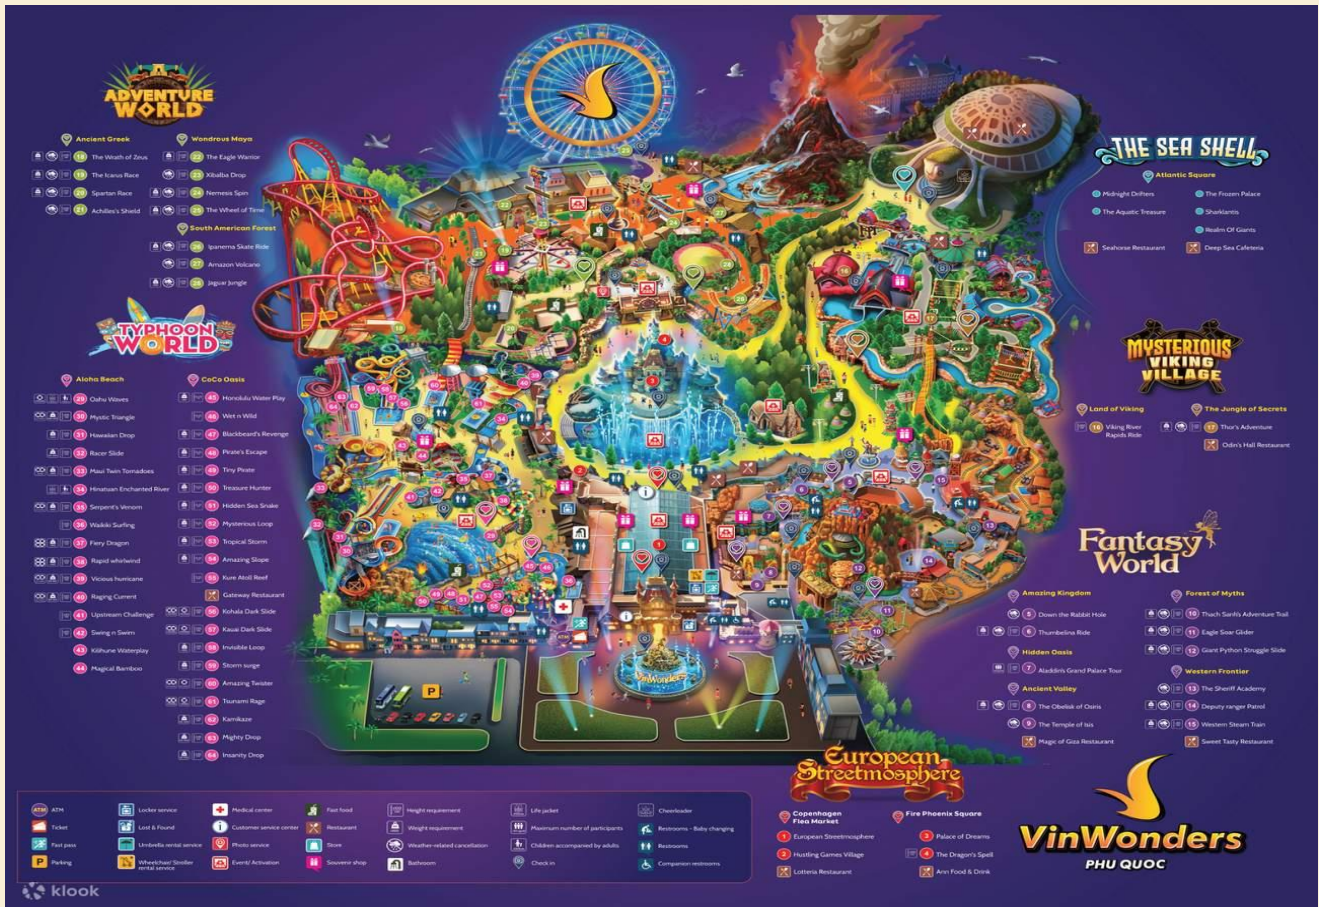 ADVENTURE
WORLD
Ancient Greek
18 The Wrath of Zeus
19 The Icarus Race
20 Spartan Race
21 Achilles's Shield
Wondrous Maya
22 The Eagle Warrior
23 Xibalba Drop
24 Nemesis Spin
25 The Wheel of Time
South American Forest
26 Ipanema Skate Ride
27 Amazon Volcano
28 Jaguar Jungle
TYPHOON
WORLD
Aloha Beach
29 Oahu Waves
30 Mystic Triangle
31 Hawaiian Drop
32 Racer Slide
33 Maui Twin Tornadoes
34 Hinatoan Enchanted River
35 Serpent's Venom
36 Waikiki Surfing
37 Fiery Dragon
38 Rapid whirlwind
39 Vicious hurricane
40 Raging Current
41 Upstream Challenge
42 Swing n Swim
43 Kilihune Waterplay
44 Magical Bamboo
CoCo Oasis
45 Honolulu Water Play
46 Wet n Wild
47 Blackbeard's Revenge
48 Pirate's Escape
49 Tiny Pirate
50 Treasure Hunter
51 Hidden Sea Snake
52 Mysterious Loop
53 Tropical Storm
54 Amazing Slope
55 Kure Atoll Reef
Gateway Restaurant
56 Kohala Dark Slide
57 Kauai Dark Slide
58 Invisible Loop
59 Storm surge
60 Amazing Twister
61 Tsunami Rage
62 Kamikaze
63 Mighty Drop
64 Insanity Drop
THE SEA SHELL
Atlantic Square
Midnight Drifters
The Aquatic Treasure
The Frozen Palace
Sharklantis
Realm Of Giants
Seahorse Restaurant
Deep Sea Cafeteria
MYSTERIOUS
VIKING
VILLAGE
Land of Viking
16 Viking River
Rapids Ride
The Jungle of Secrets
17 Thor's Adventure
Odin's Hall Restaurant
Fantasy
World
Amazing Kingdom
5 Down the Rabbit Hole
6 Thumbelina Ride
Hidden Oasis
7 Aladdin's Grand Palace Tour
Ancient Valley
8 The Obelisk of Osiris
9 The Temple of Isis
Magic of Giza Restaurant
Forest of Myths
10 Thach Sanh's Adventure Trail
11 Eagle Soar Glider
12 Giant Python Struggle Slide
Western Frontier
13 The Sheriff Academy
14 Deputy ranger Patrol
15 Western Steam Train
Sweet Tasty Restaurant
European
Streetmosphere
Copenhagen
Flea Market
1 European Streetmosphere
2 Hustling Games Village
Lotteria Restaurant
Fire Phoenix Square
3 Palace of Dreams
4 The Dragon's Spell
Ann Food & Drink
VinWonders
P
VinWonders
PHU QUOC
ATM ATM
Ticket
Fast pass
P Parking
Locker service
Lost & Found
Umbrella rental service
Wheelchair/ Stroller
rental service
Medical center
Customer service center
Photo service
Event/ Activation
Fast food
Restaurant
Store
Souvenir shop
Height requirement
Weight requirement
Weather-related cancellation
Bathroom
Life jacket
Maximum number of participants
Children accompanied by adults
Check in
Cheerleader
Restrooms - Baby changing
Restrooms
Companion restrooms
klook